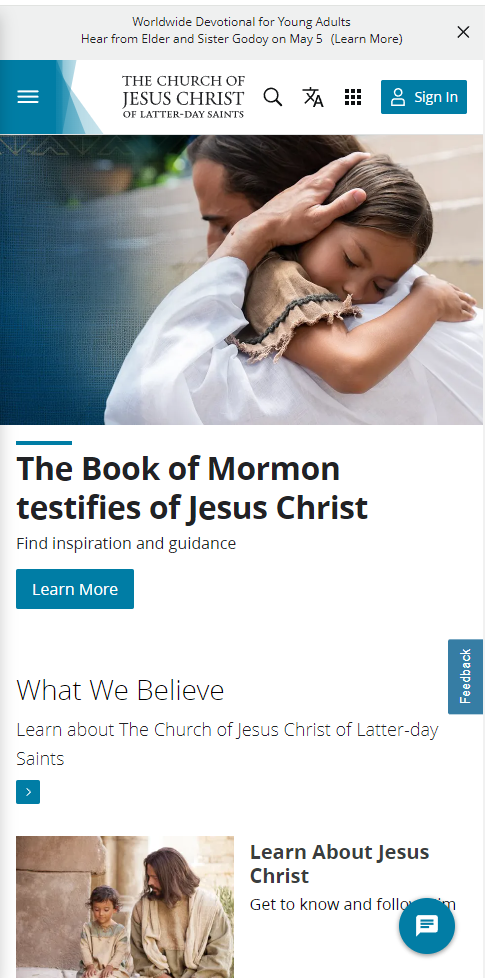 Worldwide Devotional for Young Adults
Hear from Elder and Sister Godoy on May 5 (Learn More)
THE CHURCH OF
JESUS CHRIST
OF LATTER-DAY SAINTS
Sign In
The Book of Mormon
testifies of Jesus Christ
Find inspiration and guidance
Learn More
Feedback
What We Believe
Learn about The Church of Jesus Christ of Latter-day
Saints
Learn About Jesus
Christ
Get to know and follow